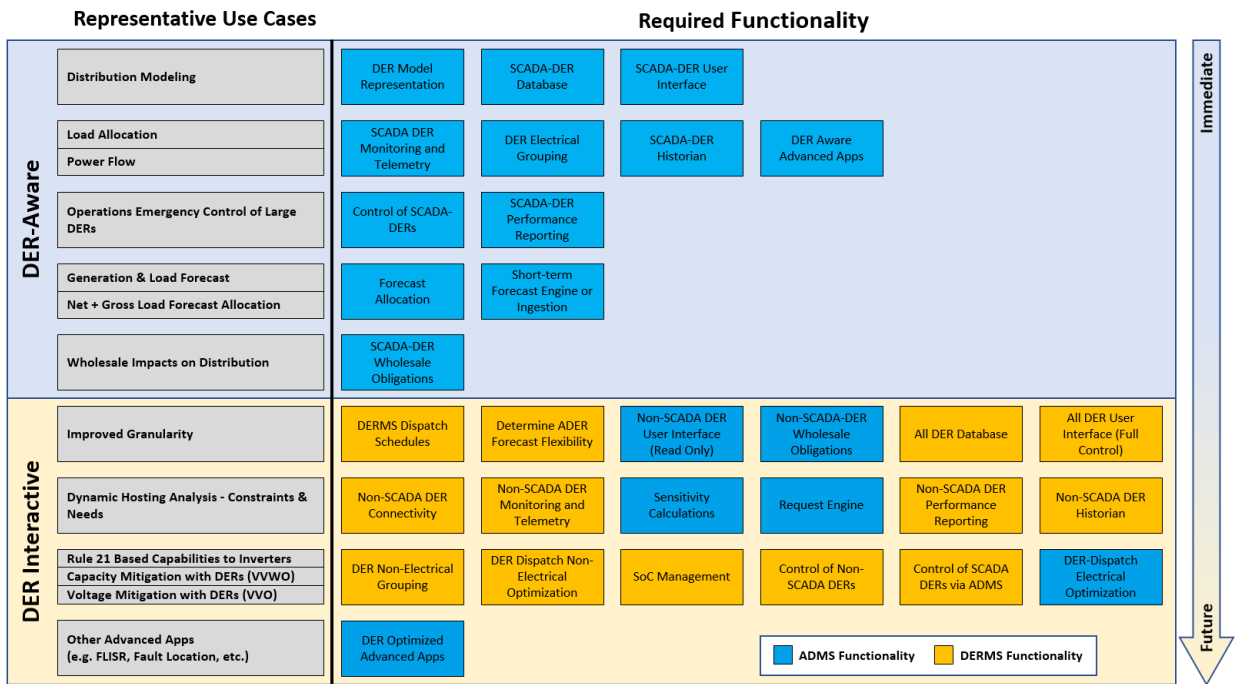 Representative Use Cases
Required Functionality
DER-Aware
Distribution Modeling
DER Model
Representation
SCADA-DER
Database
SCADA-DER User
Interface
Load Allocation
Power Flow
SCADA DER
Monitoring and
Telemetry
DER Electrical
Grouping
SCADA-DER
Historian
DER Aware
Advanced Apps
Operations Emergency Control of Large
DERs
Control of SCADA-
DERs
SCADA-DER
Performance
Reporting
Generation & Load Forecast
Net + Gross Load Forecast Allocation
Forecast
Allocation
Short-term
Forecast Engine or
Ingestion
Wholesale Impacts on Distribution
SCADA-DER
Wholesale
Obligations
DER Interactive
Improved Granularity
DERMS Dispatch
Schedules
Determine ADER
Forecast Flexibility
Non-SCADA DER
User Interface
(Read Only)
Non-SCADA-DER
Wholesale
Obligations
All DER Database
All DER User
Interface (Full
Control)
Dynamic Hosting Analysis - Constraints &
Needs
Non-SCADA DER
Connectivity
Non-SCADA DER
Monitoring and
Telemetry
Sensitivity
Calculations
Request Engine
Non-SCADA DER
Performance
Reporting
Non-SCADA DER
Historian
Rule 21 Based Capabilities to Inverters
Capacity Mitigation with DERs (VVWO)
Voltage Mitigation with DERs (VVO)
DER Non-Electrical
Grouping
DER Dispatch Non-
Electrical
Optimization
SoC Management
Control of Non-
SCADA DERs
Control of SCADA
DERs via ADMS
DER-Dispatch
Electrical
Optimization
Other Advanced Apps
(e.g. FLISR, Fault Location, etc.)
DER Optimized
Advanced Apps
ADMS Functionality
DERMS Functionality
Immediate
Future